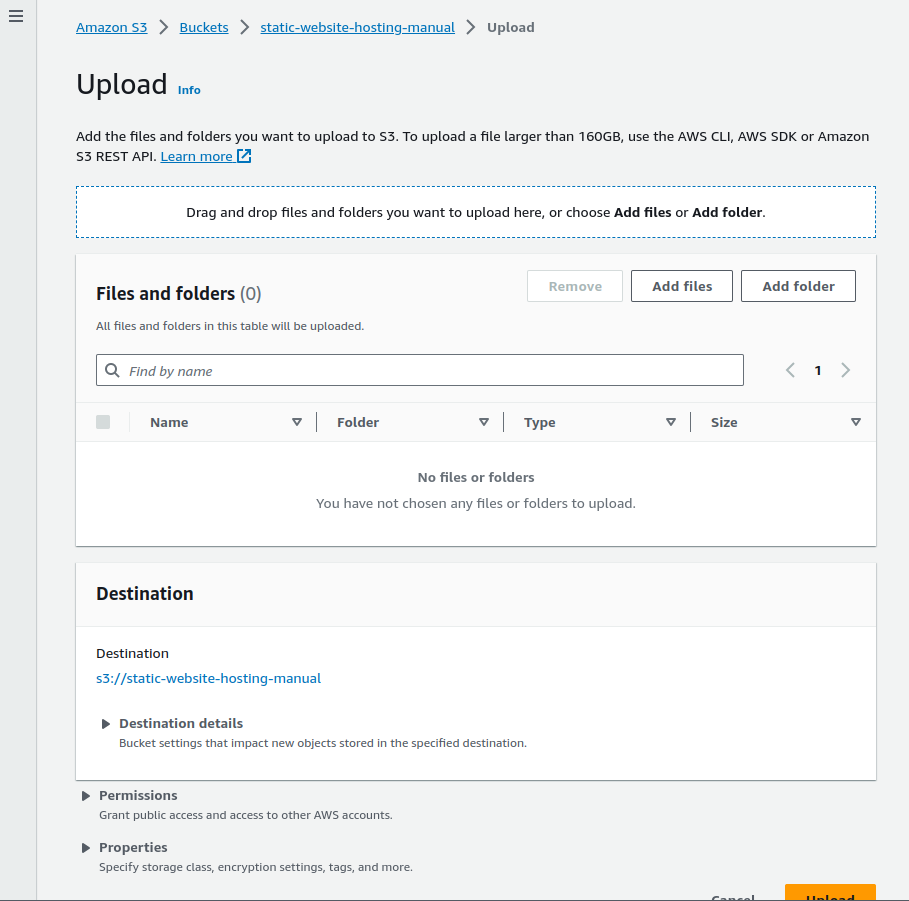 Amazon S3 > Buckets > static-website-hosting-manual > Upload
Upload Info
Add the files and folders you want to upload to S3. To upload a file larger than 160GB, use the AWS CLI, AWS SDK or Amazon
S3 REST API. Learn more
Drag and drop files and folders you want to upload here, or choose Add files or Add folder.
Files and folders (0)
Remove
Add files
Add folder
All files and folders in this table will be uploaded.
Find by name
1
Name Folder Type Size
No files or folders
You have not chosen any files or folders to upload.
Destination
Destination
s3://static-website-hosting-manual
Destination details
Bucket settings that impact new objects stored in the specified destination.
Permissions
Grant public access and access to other AWS accounts.
Properties
Specify storage class, encryption settings, tags, and more.
Cancel
Upload